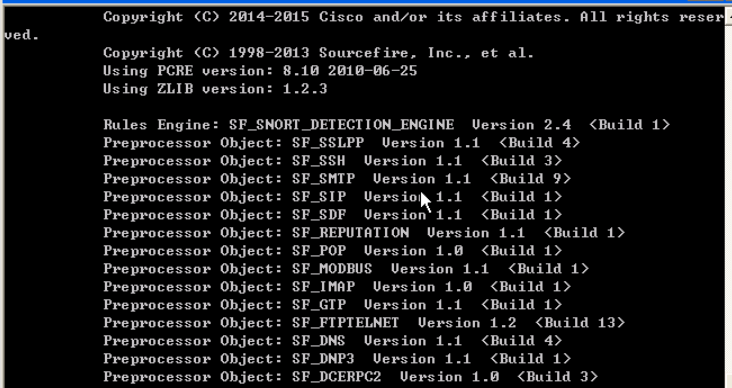 Copyright (C) 2014-2015 Cisco and/or its affiliates. All rights reser
ved.
Copyright (C) 1998-2013 Sourcefire, Inc., et al.
Using PCRE version: 8.10 2010-06-25
Using ZLIB version: 1.2.3
Rules Engine: SF_SNORT_DETECTION_ENGINE  Version 2.4  <Build 1>
Preprocessor Object: SF_SSLPP  Version 1.1  <Build 4>
Preprocessor Object: SF_SSH  Version 1.1  <Build 3>
Preprocessor Object: SF_SMTP  Version 1.1  <Build 9>
Preprocessor Object: SF_SIP  Version 1.1  <Build 1>
Preprocessor Object: SF_SDF  Version 1.1  <Build 1>
Preprocessor Object: SF_REPUTATION  Version 1.1  <Build 1>
Preprocessor Object: SF_POP  Version 1.0  <Build 1>
Preprocessor Object: SF_MODBUS  Version 1.1  <Build 1>
Preprocessor Object: SF_IMAP  Version 1.0  <Build 1>
Preprocessor Object: SF_GTP  Version 1.1  <Build 1>
Preprocessor Object: SF_FTPTELNET  Version 1.2  <Build 13>
Preprocessor Object: SF_DNS  Version 1.1  <Build 4>
Preprocessor Object: SF_DNP3  Version 1.1  <Build 1>
Preprocessor Object: SF_DCERPC2  Version 1.0  <Build 3>